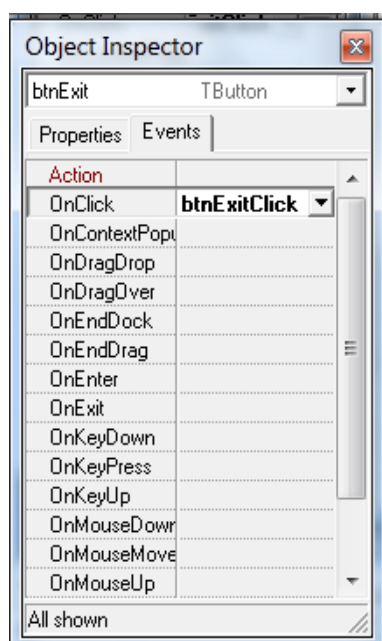 Object Inspector
btnExit TButton
Properties Events
Action
OnClick btnExitClick
OnContextPopu
OnDragDrop
OnDragOver
OnEndDock
OnEndDrag
OnEnter
OnExit
OnKeyDown
OnKeyPress
OnKeyUp
OnMouseDown
OnMouseMove
OnMouseUp
All shown